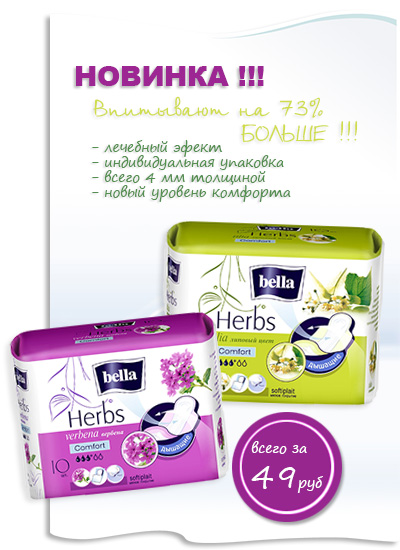 НОВИНКА !!!
Впитывают на 73%
БОЛЬШЕ !!!
- лечебный эфект
- индивидуальная упаковка
- всего 4 мм толщиной
- новый уровень комфорта
bella
Herbs
липовый цвет
Comfort
дышащие
softiplait
bella
Herbs
verbena вербена
Comfort
дышащие
10
softiplait
всего за
49 руб